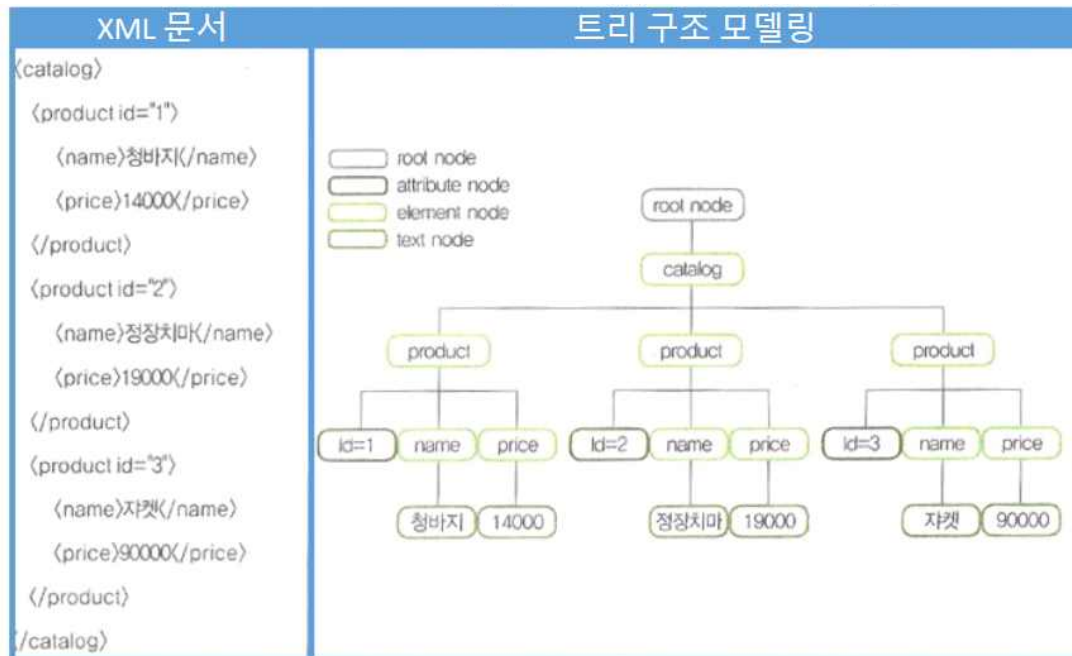 XML 문서
트리 구조 모델링
〈catalog〉
〈product id="1"〉
〈name〉청바지〈/name〉
〈price〉14000〈/price〉
〈/product〉
〈product id="2"〉
〈name〉정장치마〈/name〉
〈price〉19000〈/price〉
〈/product〉
〈product id="3"〉
〈name〉쟈켓〈/name〉
〈price〉90000〈/price〉
〈/product〉
〈/catalog〉
root node
attribute node
element node
text node
root node
catalog
product product product
id=1 name price id=2 name price id=3 name price
청바지 14000 정장치마 19000 쟈켓 90000